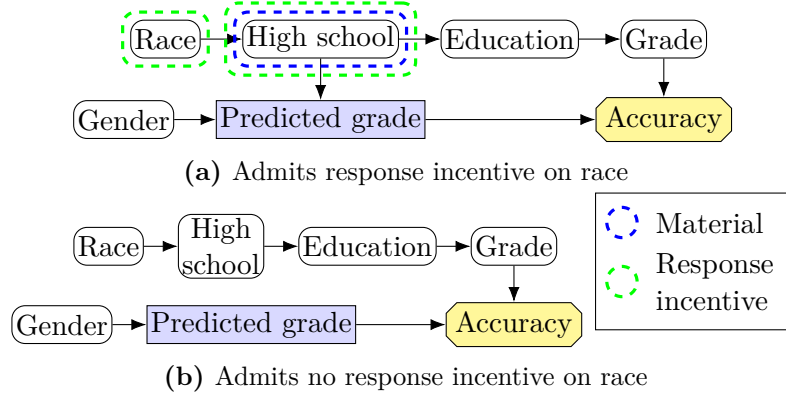 Race
High school
Education
Grade
Gender
Predicted grade
Accuracy
(a) Admits response incentive on race
Race
High
school
Education
Grade
Gender
Predicted grade
Accuracy
Material
Response
incentive
(b) Admits no response incentive on race